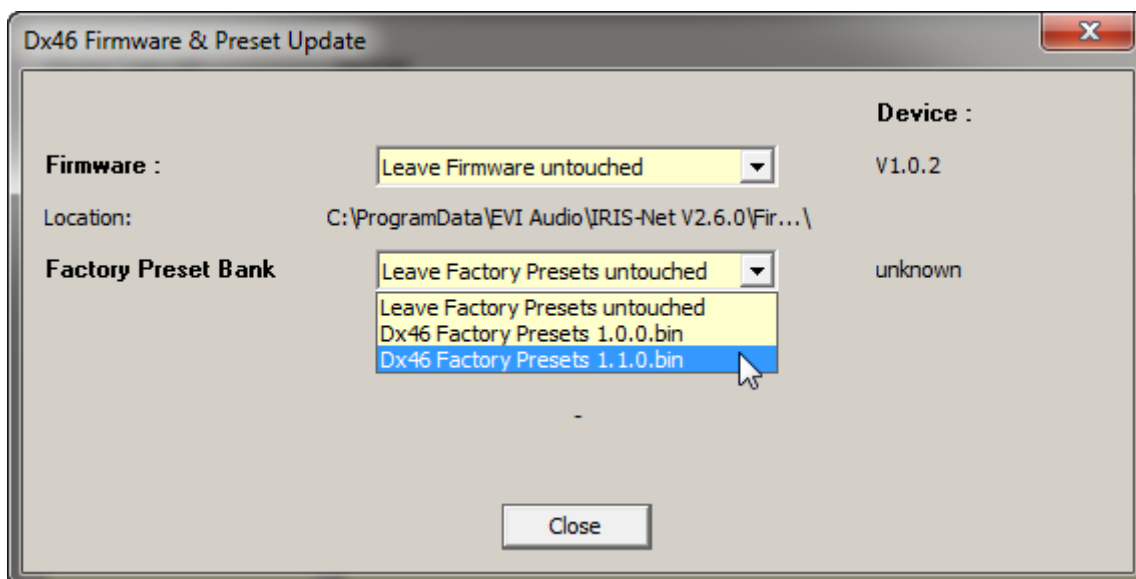 Dx46 Firmware & Preset Update
Device :
Firmware :
Leave Firmware untouched
V1.0.2
Location:
C:\ProgramData\EVI Audio\IRIS-Net V2.6.0\Fir...\
Factory Preset Bank
Leave Factory Presets untouched
unknown
Leave Factory Presets untouched
Dx46 Factory Presets 1.0.0.bin
Dx46 Factory Presets 1.1.0.bin
-
Close